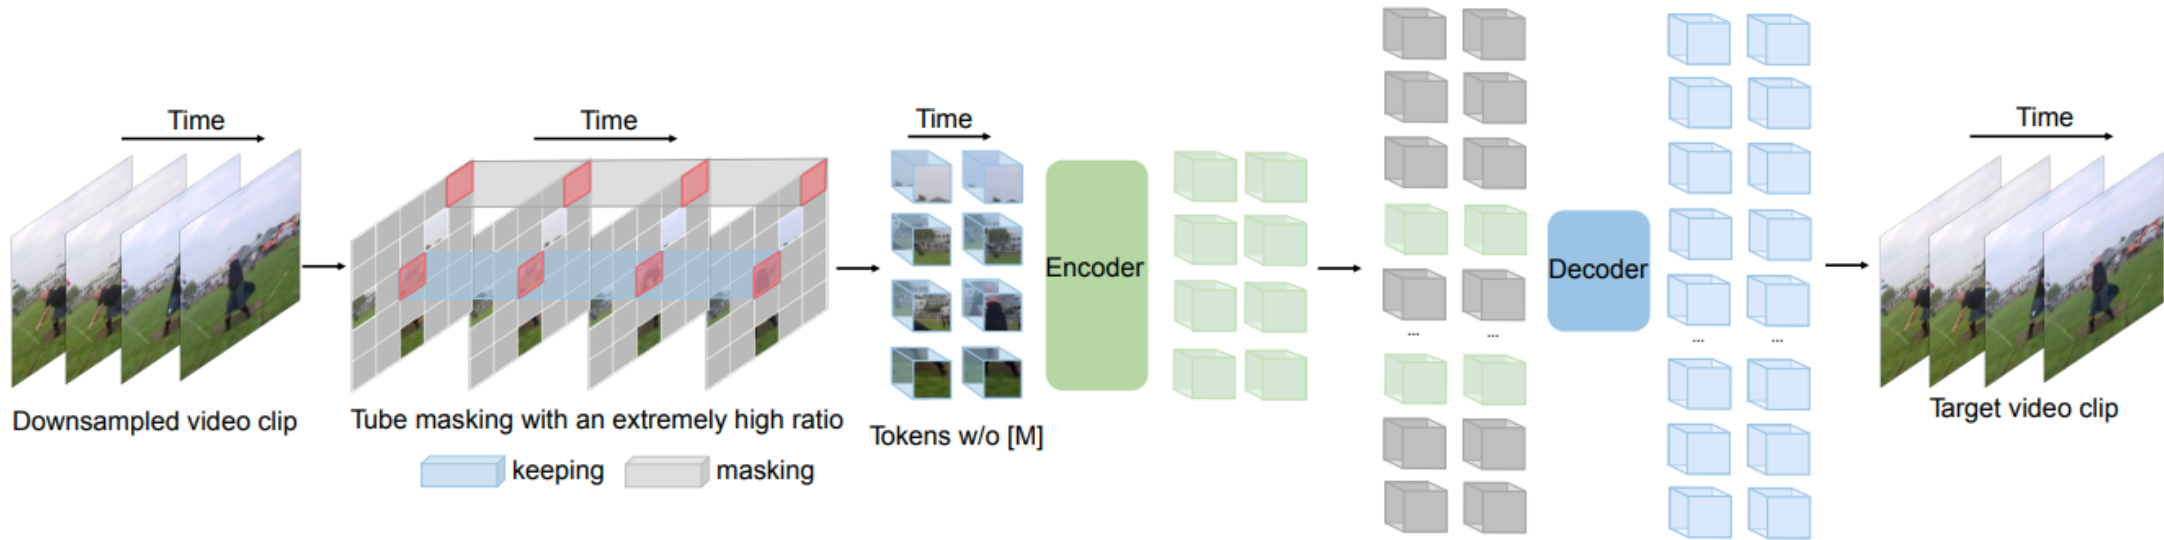 Time
Time
Time
Time
Encoder
Decoder
...
...
...
...
Downsampled video clip
Tube masking with an extremely high ratio
Tokens w/o [M]
Target video clip
keeping
masking